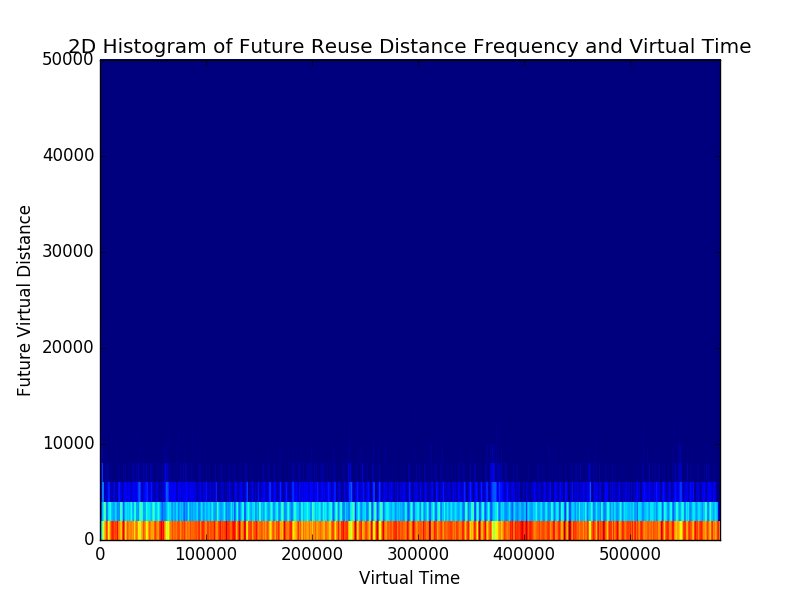 2D Histogram of Future Reuse Distance Frequency and Virtual Time
50000
40000
30000
20000
10000
0
Future Virtual Distance
0 100000 200000 300000 400000 500000
Virtual Time